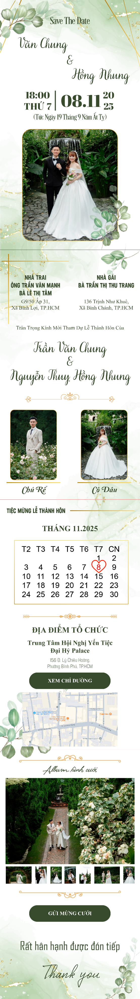 Save The Date
Văn Chung
&
Hồng Nhung
18:00
THỨ 7
08.11
20
25
(Tức Ngày 19 Tháng 9 Năm Ất Tỵ)
NHÀ TRAI
ÔNG TRẦN VĂN MẠNH
BÀ LÊ THỊ TÂM
G9/50 Ấp 31,
Xã Bình Lợi, TP.HCM
NHÀ GÁI
BÀ TRẦN THỊ THU TRANG
136 Trịnh Như Khuê,
Xã Bình Chánh, TP.HCM
Trân Trọng Kính Mời Tham Dự Lễ Thành Hôn Của
Trần Văn Chung
&
Nguyễn Thuỵ Hồng Nhung
Chú Rể
Cô Dâu
TIỆC MỪNG LỄ THÀNH HÔN
THÁNG 11.2025
T2 T3 T4 T5 T6 T7 CN
1 2
3 4 5 6 7 8 9
10 11 12 13 14 15 16
17 18 19 20 21 22 23
24 25 26 27 28 29 30
ĐỊA ĐIỂM TỔ CHỨC
Trung Tâm Hội Nghị Yến Tiệc
Đại Hỷ Palace
156 Đ. Lý Chiêu Hoàng,
Phường Bình Phú, TP.HCM
XEM CHỈ ĐƯỜNG
Album hình cưới
GỬI MỪNG CƯỚI
Rất hân hạnh được đón tiếp
Thank you